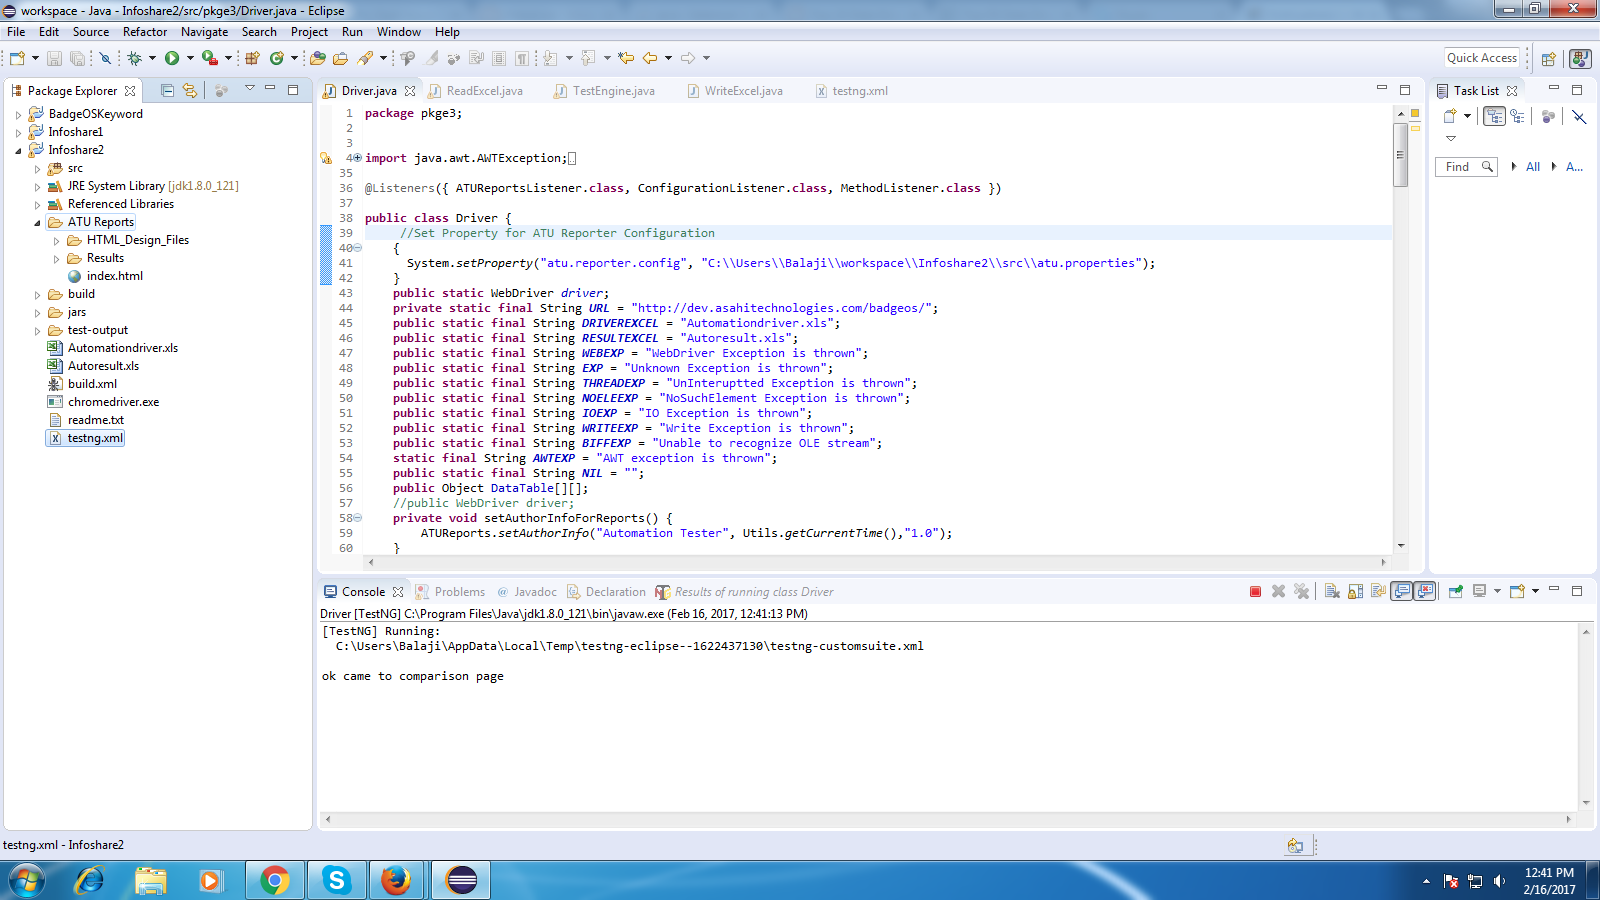 workspace - Java - Infoshare2/src/pkge3/Driver.java - Eclipse
File Edit Source Refactor Navigate Search Project Run Window Help
Quick Access
Package Explorer
BadgeOSKeyword
Infoshare1
Infoshare2
src
JRE System Library [jdk1.8.0_121]
Referenced Libraries
ATU Reports
HTML_Design_Files
Results
index.html
build
jars
test-output
Automationdriver.xls
Autoresult.xls
build.xml
chromedriver.exe
readme.txt
testng.xml
Driver.java ReadExcel.java TestEngine.java WriteExcel.java testng.xml
1 package pkge3;
2
3
4 import java.awt.AWTException;
35
36 @Listeners({ ATUReportsListener.class, ConfigurationListener.class, MethodListener.class })
37
38 public class Driver {
39 //Set Property for ATU Reporter Configuration
40 {
41 System.setProperty("atu.reporter.config", "C:\\Users\\Balaji\\workspace\\Infoshare2\\src\\atu.properties");
42 }
43 public static WebDriver driver;
44 private static final String URL = "http://dev.asahitechnologies.com/badgeos/";
45 public static final String DRIVEREXCEL = "Automationdriver.xls";
46 public static final String RESULTEXCEL = "Autoresult.xls";
47 public static final String WEBEXP = "WebDriver Exception is thrown";
48 public static final String EXP = "Unknown Exception is thrown";
49 public static final String THREADEXP = "UnInteruptted Exception is thrown";
50 public static final String NOELEEXP = "NoSuchElement Exception is thrown";
51 public static final String IOEXP = "IO Exception is thrown";
52 public static final String WRITEEXP = "Write Exception is thrown";
53 public static final String BIFFEXP = "Unable to recognize OLE stream";
54 static final String AWTEXP = "AWT exception is thrown";
55 public static final String NIL = "";
56 public Object DataTable[][];
57 //public WebDriver driver;
58 private void setAuthorInfoForReports() {
59 ATUReports.setAuthorInfo("Automation Tester", Utils.getCurrentTime(),"1.0");
60 }
Task List
Find All A...
Console Problems @ Javadoc Declaration Results of running class Driver
Driver [TestNG] C:\Program Files\Java\jdk1.8.0_121\bin\javaw.exe (Feb 16, 2017, 12:41:13 PM)
[TestNG] Running:
C:\Users\Balaji\AppData\Local\Temp\testng-eclipse--1622437130\testng-customsuite.xml
ok came to comparison page
testng.xml - Infoshare2
12:41 PM
2/16/2017